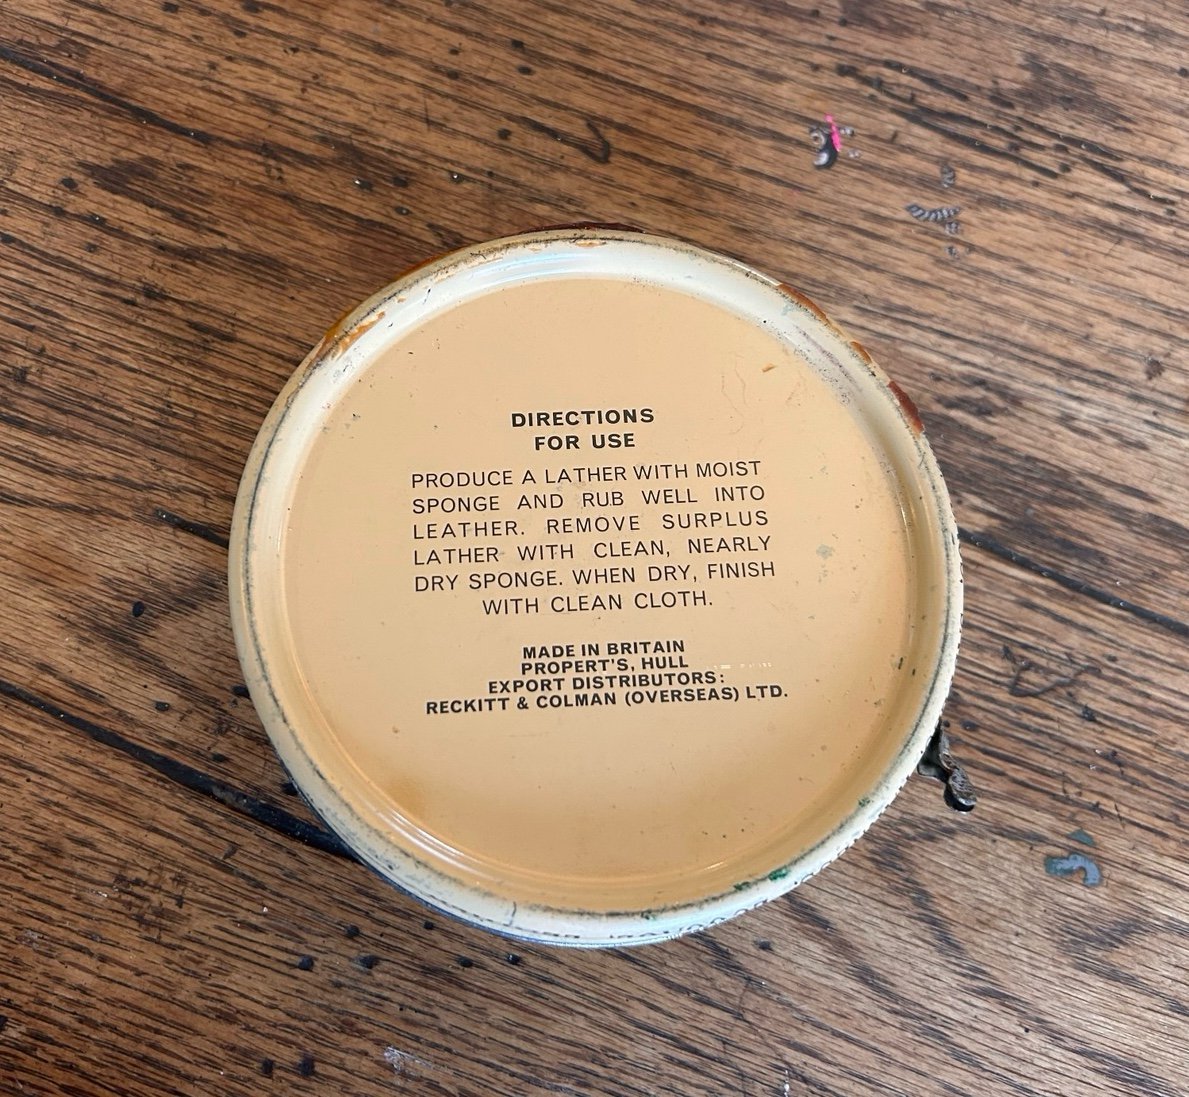 DIRECTIONS
FOR USE
PRODUCE A LATHER WITH MOIST
SPONGE AND RUB WELL INTO
LEATHER. REMOVE SURPLUS
LATHER WITH CLEAN, NEARLY
DRY SPONGE. WHEN DRY, FINISH
WITH CLEAN CLOTH.
MADE IN BRITAIN
PROPERT'S, HULL
EXPORT DISTRIBUTORS:
RECKITT & COLMAN (OVERSEAS) LTD.